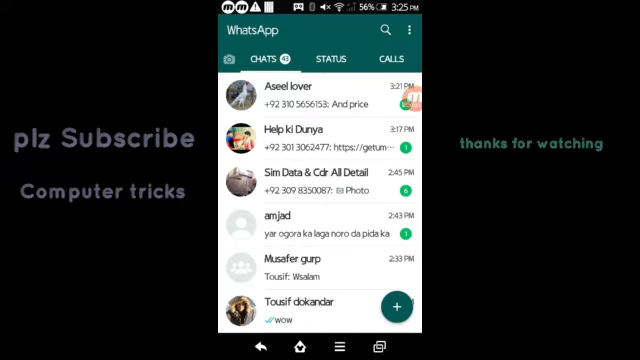 56% 3:25 PM
WhatsApp
CHATS 43 STATUS CALLS
Aseel lover 3:21 PM
+92 310 5656153: And price
Help ki Dunya 3:17 PM
+92 301 3062477: https://getum... 1
Sim Data & Cdr All Detail 2:45 PM
+92 309 8350087: Photo 6
amjad 2:43 PM
yar ogora ka laga noro da pida ka 1
Musafer gurp 2:33 PM
Tousif: Wsalam
Tousif dokandar
wow
plz Subscribe
Computer tricks
thanks for watching